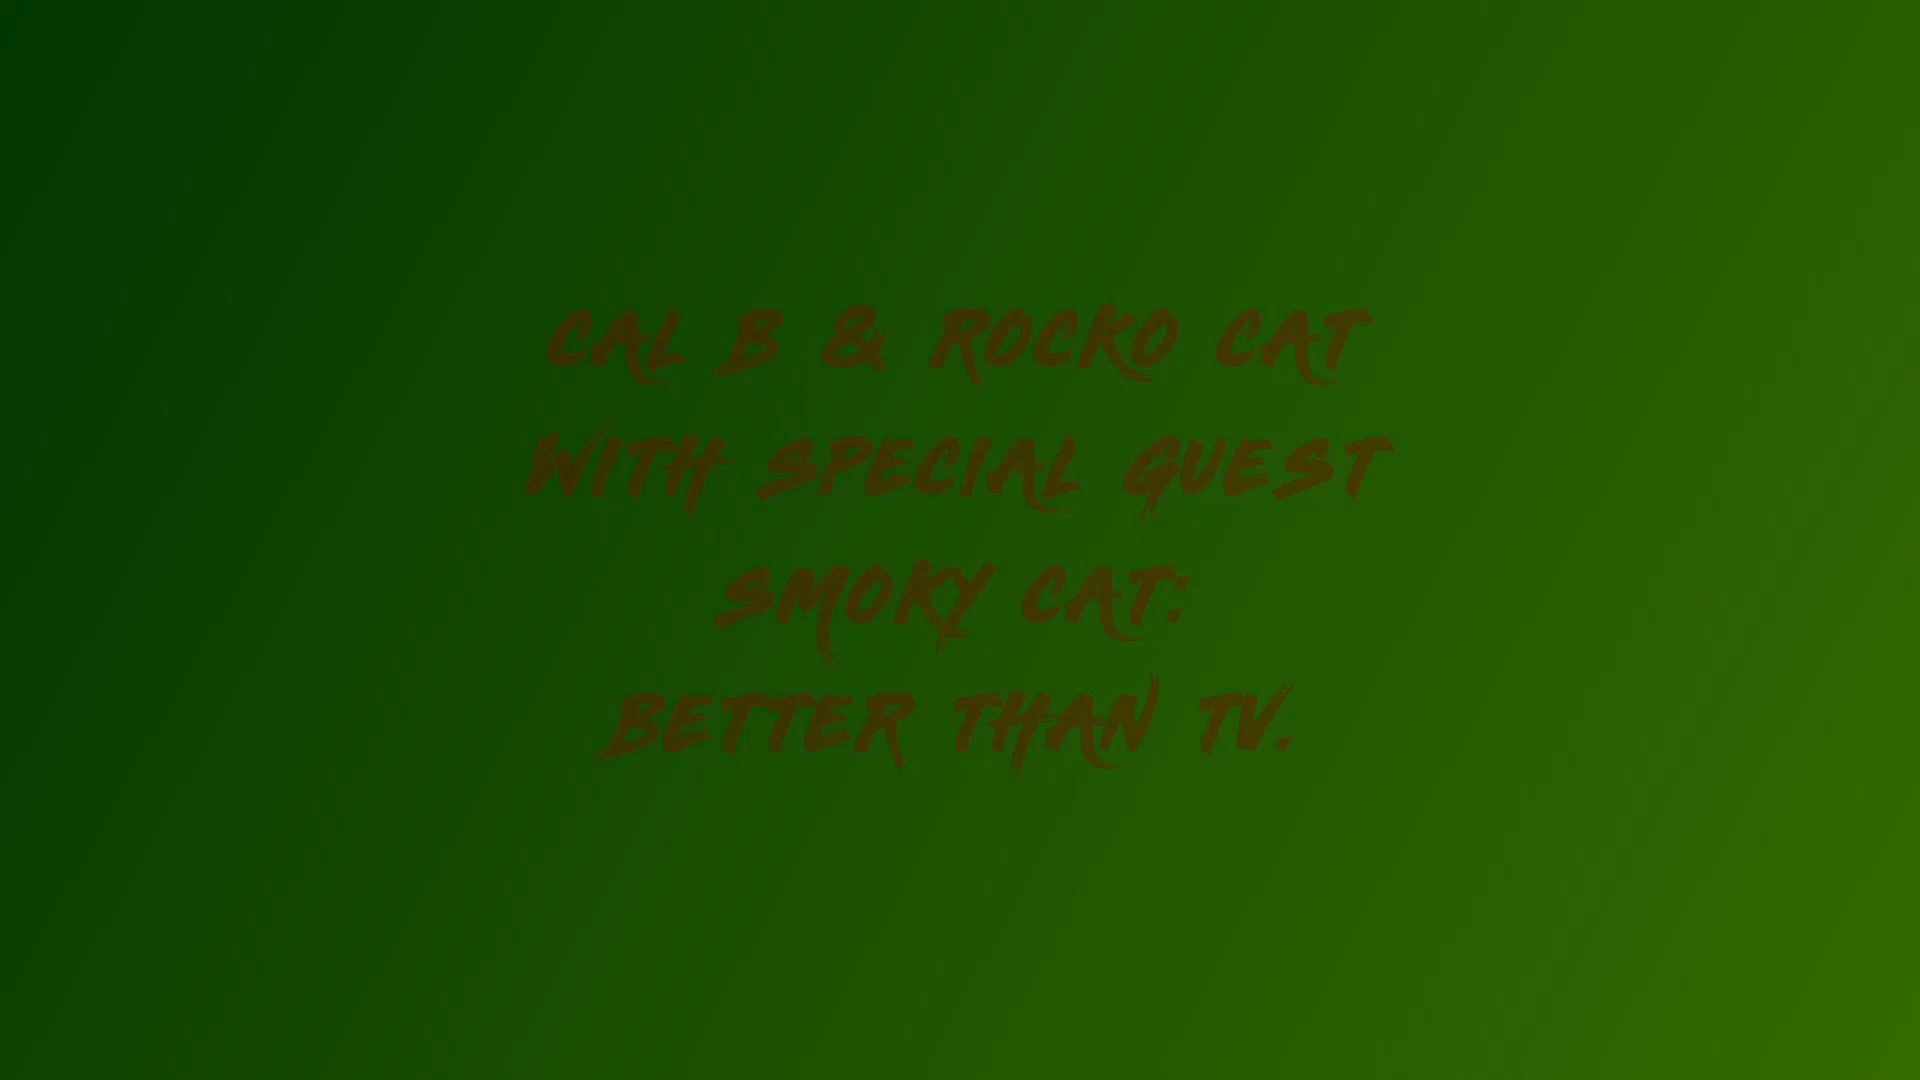 CAL B & ROCKO CAT
WITH SPECIAL GUEST
SMOKY CAT:
BETTER THAN TV.